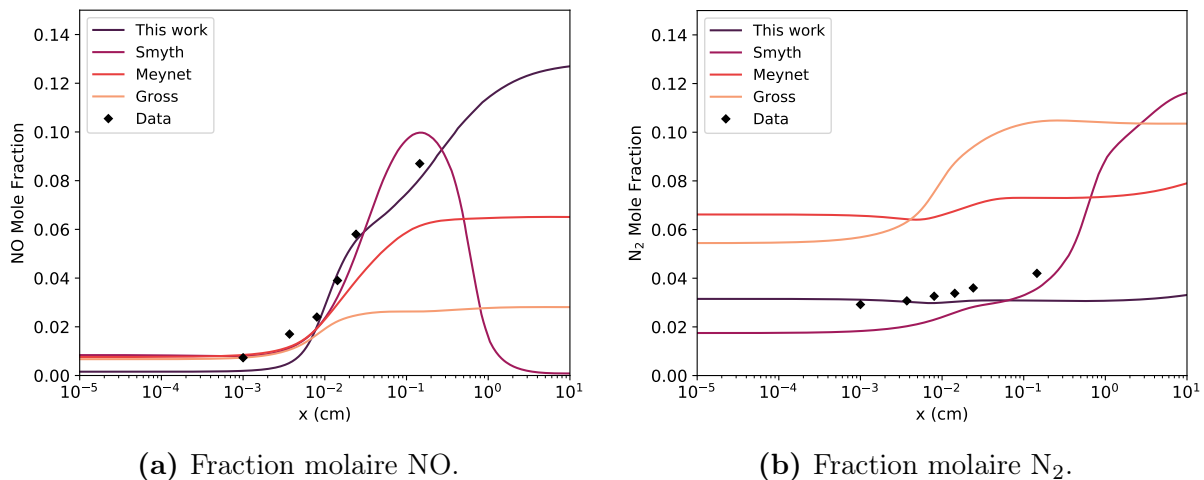 NO Mole Fraction
0.14
0.12
0.10
0.08
0.06
0.04
0.02
0.00
This work
Smyth
Meynet
Gross
Data
10⁻⁵ 10⁻⁴ 10⁻³ 10⁻² 10⁻¹ 10⁰ 10¹
x (cm)
(a) Fraction molaire NO.
N₂ Mole Fraction
0.14
0.12
0.10
0.08
0.06
0.04
0.02
0.00
This work
Smyth
Meynet
Gross
Data
10⁻⁵ 10⁻⁴ 10⁻³ 10⁻² 10⁻¹ 10⁰ 10¹
x (cm)
(b) Fraction molaire N₂.